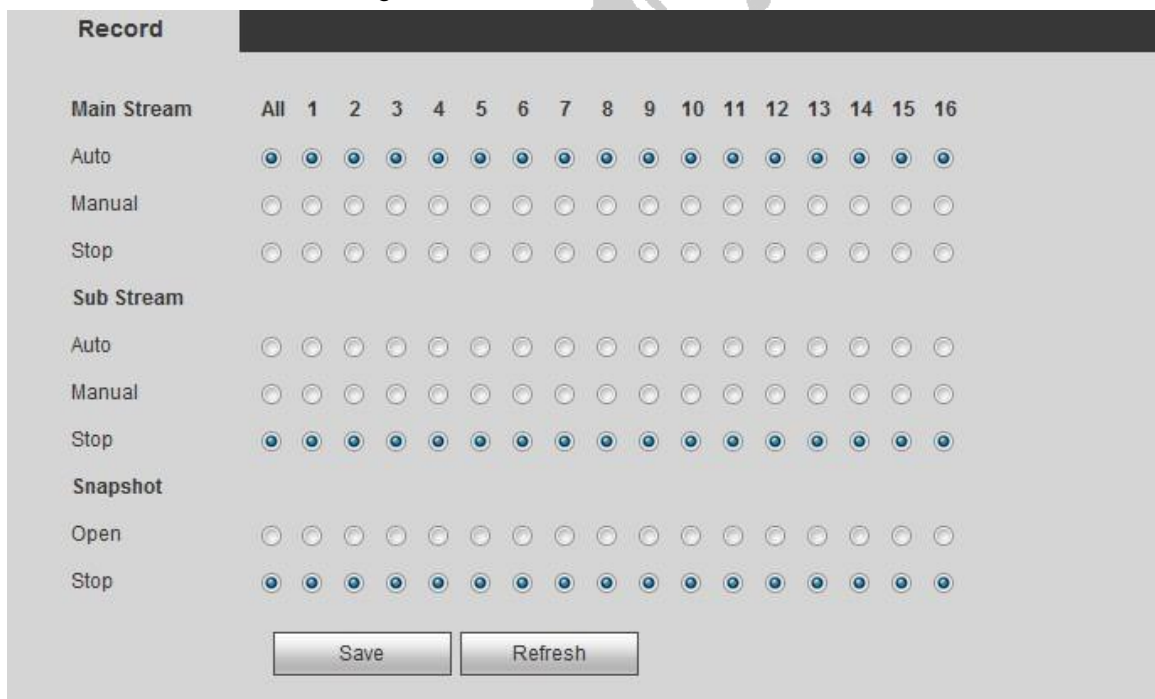 Record
Main Stream All 1 2 3 4 5 6 7 8 9 10 11 12 13 14 15 16
Auto
Manual
Stop
Sub Stream
Auto
Manual
Stop
Snapshot
Open
Stop
Save Refresh